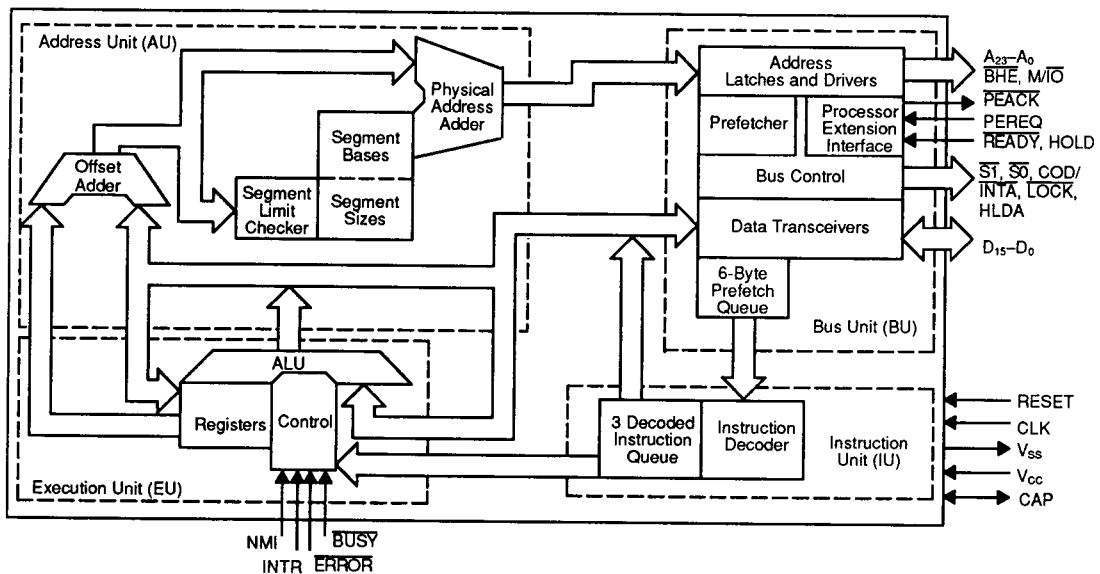 Address Unit (AU)
Physical
Address
Adder
Segment
Bases
Offset
Adder
Segment
Limit
Checker
Segment
Sizes
Address
Latches and Drivers
Prefetcher
Processor
Extension
Interface
Bus Control
Data Transceivers
6-Byte
Prefetch
Queue
Bus Unit (BU)
A23–A0
BHE, M/IO
PEACK
PEREQ
READY, HOLD
S1, S0, COD/
INTA, LOCK,
HLDA
D15–D0
ALU
Registers
Control
Execution Unit (EU)
3 Decoded
Instruction
Queue
Instruction
Decoder
Instruction
Unit (IU)
RESET
CLK
VSS
VCC
CAP
NMI
INTR
BUSY
ERROR